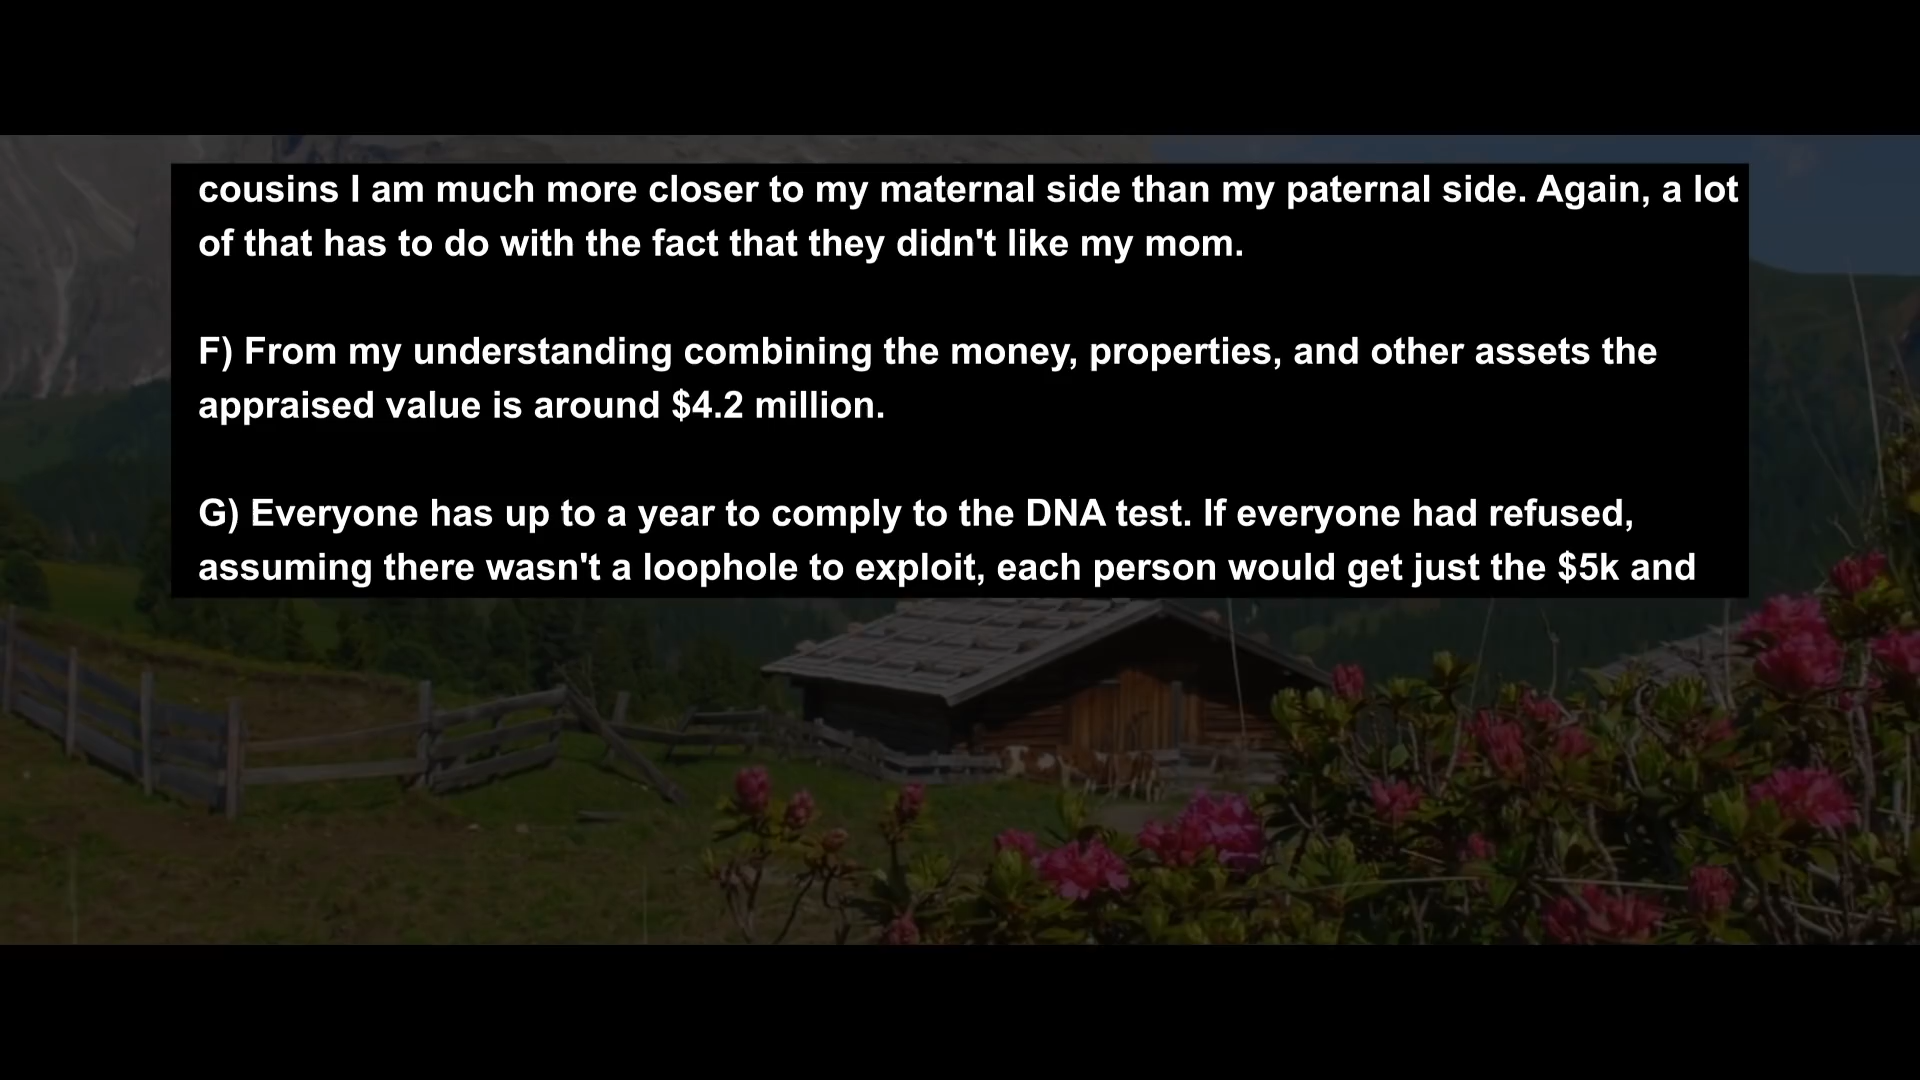 cousins I am much more closer to my maternal side than my paternal side. Again, a lot
of that has to do with the fact that they didn't like my mom.
F) From my understanding combining the money, properties, and other assets the
appraised value is around $4.2 million.
G) Everyone has up to a year to comply to the DNA test. If everyone had refused,
assuming there wasn't a loophole to exploit, each person would get just the $5k and